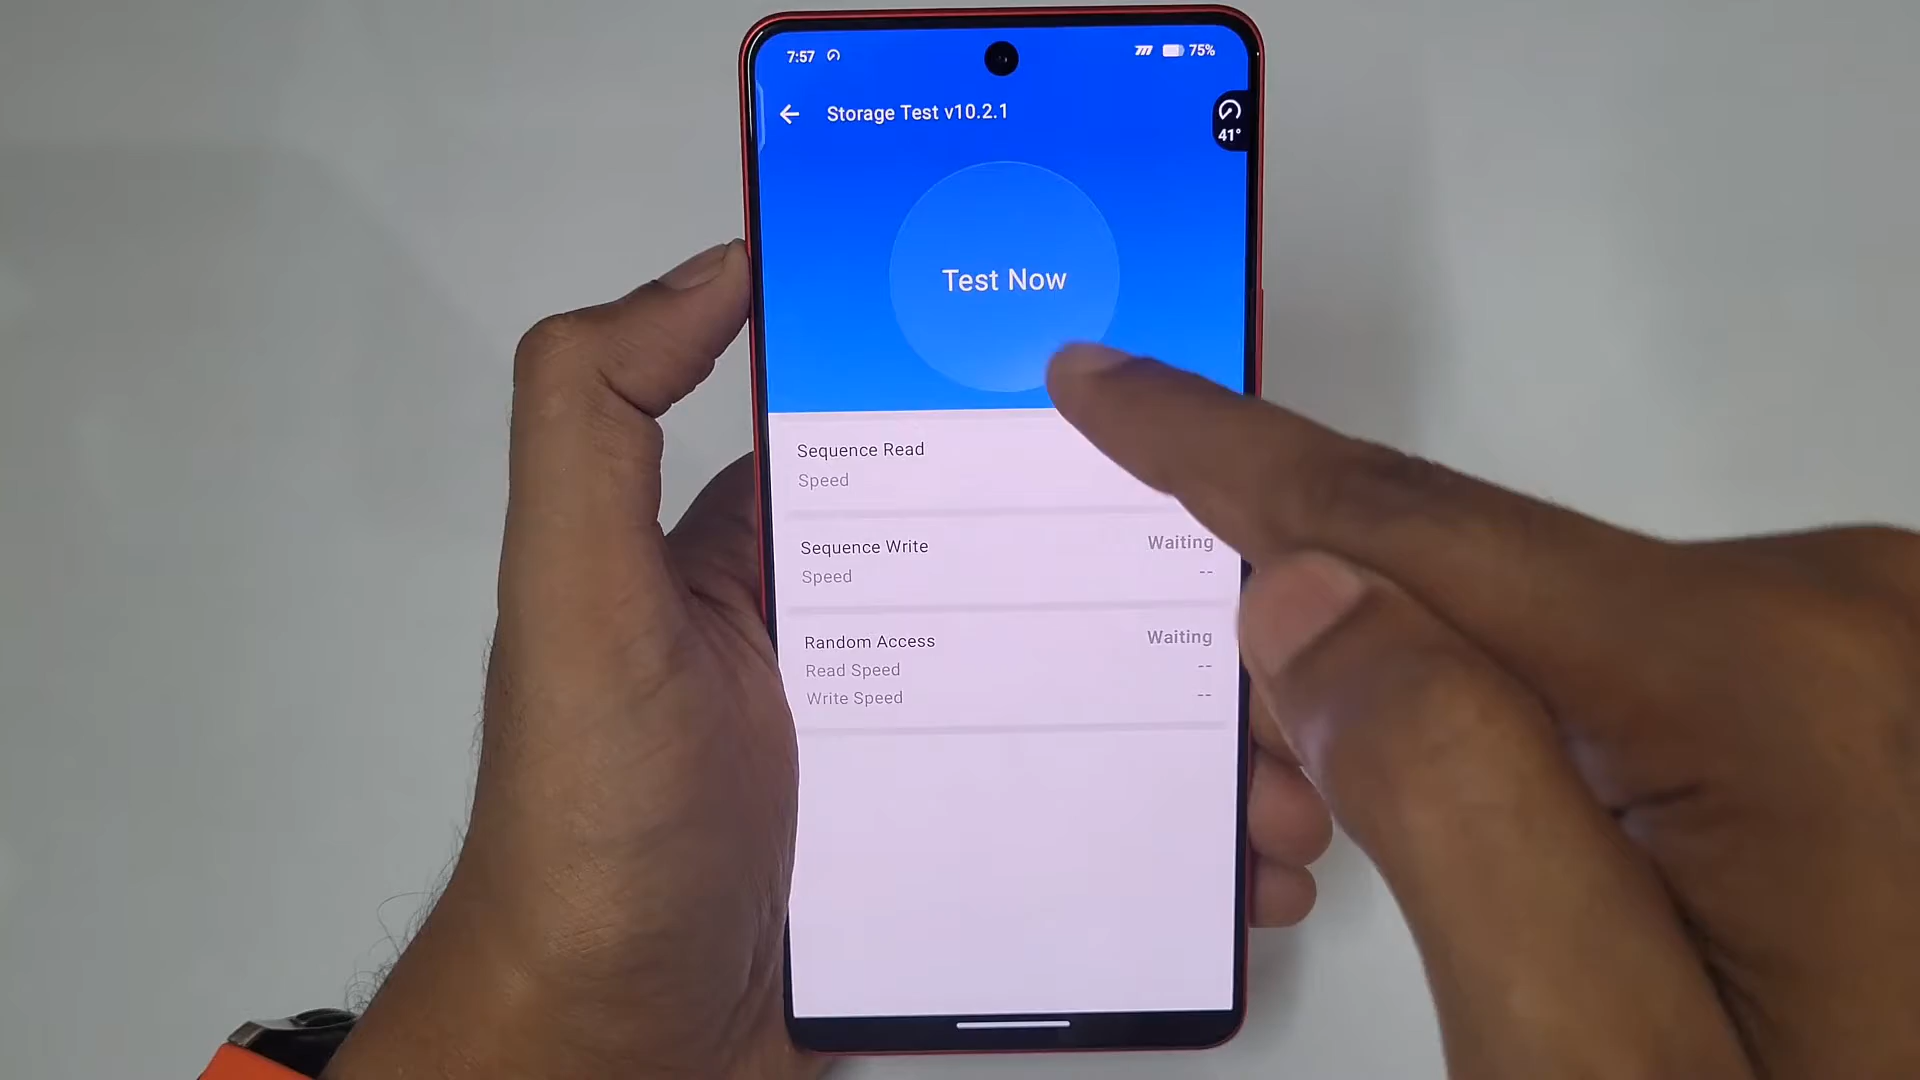 7:57 75%
Storage Test v10.2.1
41°
Test Now
Sequence Read
Speed
Sequence Write Waiting
Speed --
Random Access Waiting
Read Speed --
Write Speed --